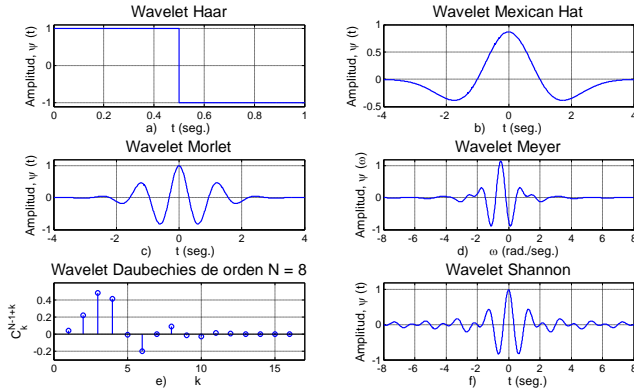 Wavelet Haar
Amplitud, ψ (t)
1
0
-1
0 0.2 0.4 0.6 0.8 1
a) t (seg.)
Wavelet Mexican Hat
Amplitud, ψ (t)
1
0.5
0
0.5
-4 -2 0 2 4
b) t (seg.)
Wavelet Morlet
Amplitud, ψ (t)
1
0
1
-4 -2 0 2 4
c) t (seg.)
Wavelet Meyer
Amplitud, ψ (ω)
1
0
1
-8 -6 -4 -2 0 2 4 6 8
d) ω (rad./seg.)
Wavelet Daubechies de orden N = 8
C_k^{N-1+k}
0.4
0.2
0
-0.2
0 5 10 15
e) k
Wavelet Shannon
Amplitud, ψ (t)
1
0
1
-8 -6 -4 -2 0 2 4 6 8
f) t (seg.)